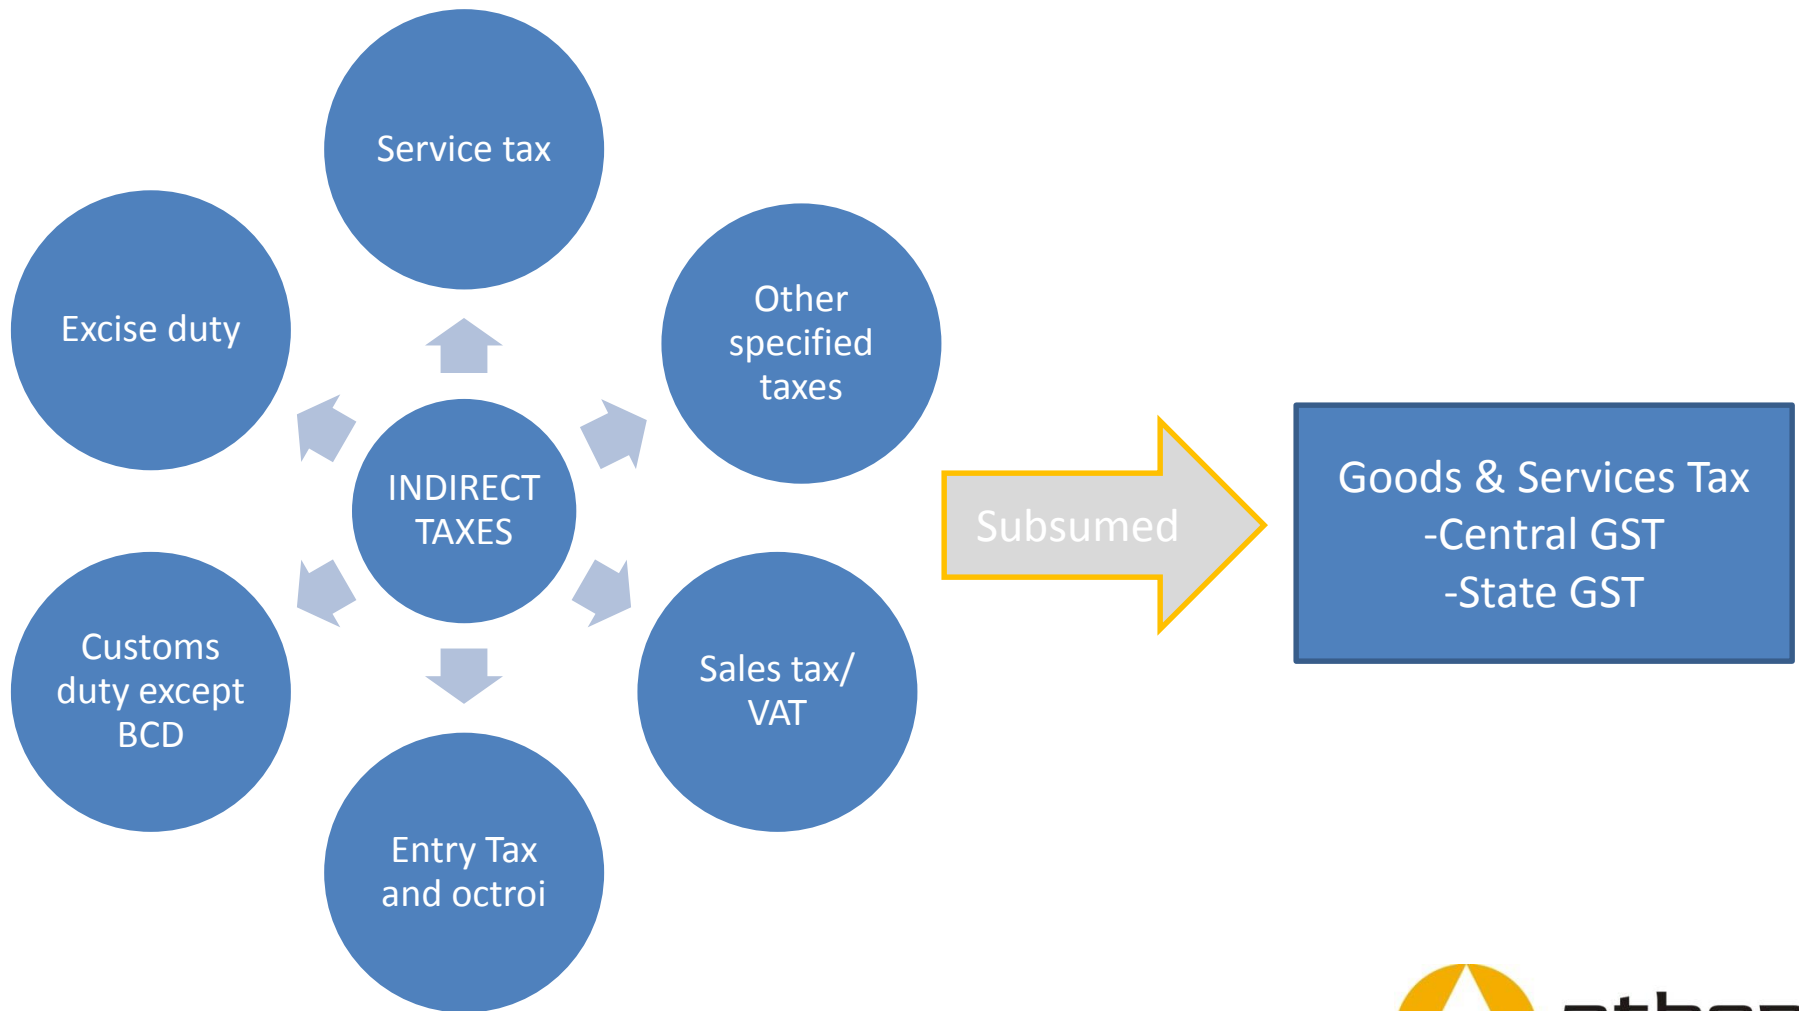 Service tax
Other
specified
taxes
Excise duty
INDIRECT
TAXES
Subsumed
Goods & Services Tax
-Central GST
-State GST
Customs
duty except
BCD
Sales tax/
VAT
Entry Tax
and octroi